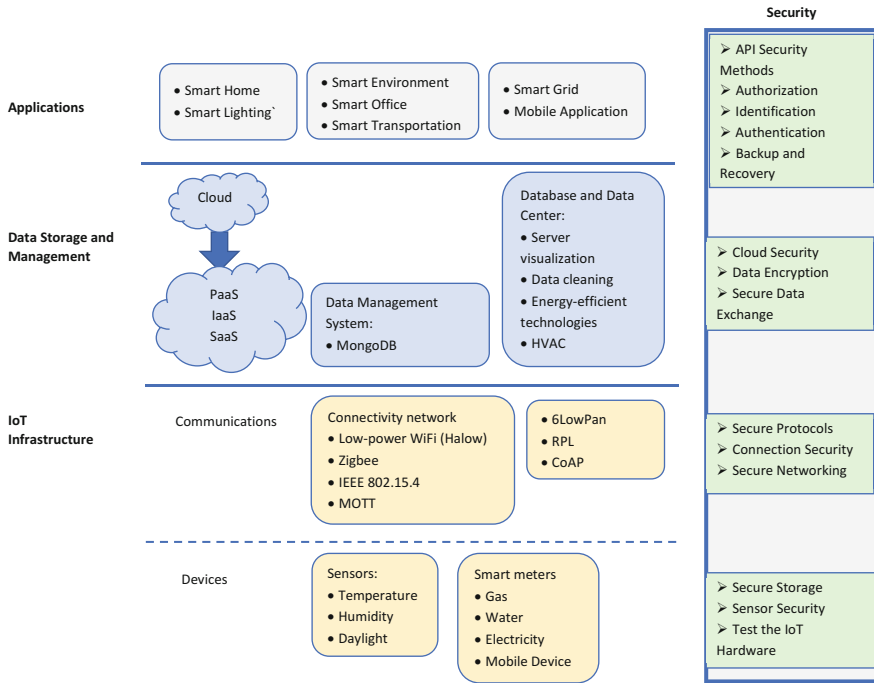 Security
Applications
• Smart Home
• Smart Lighting`
• Smart Environment
• Smart Office
• Smart Transportation
• Smart Grid
• Mobile Application
➢ API Security
Methods
➢ Authorization
➢ Identification
➢ Authentication
➢ Backup and
Recovery
Data Storage and
Management
Cloud
PaaS
IaaS
SaaS
Data Management
System:
• MongoDB
Database and Data
Center:
• Server
visualization
• Data cleaning
• Energy-efficient
technologies
• HVAC
➢ Cloud Security
➢ Data Encryption
➢ Secure Data
Exchange
IoT
Infrastructure
Communications
Connectivity network
• Low-power WiFi (Halow)
• Zigbee
• IEEE 802.15.4
• MOTT
• 6LowPan
• RPL
• CoAP
➢ Secure Protocols
➢ Connection Security
➢ Secure Networking
Devices
Sensors:
• Temperature
• Humidity
• Daylight
Smart meters
• Gas
• Water
• Electricity
• Mobile Device
➢ Secure Storage
➢ Sensor Security
➢ Test the IoT
Hardware